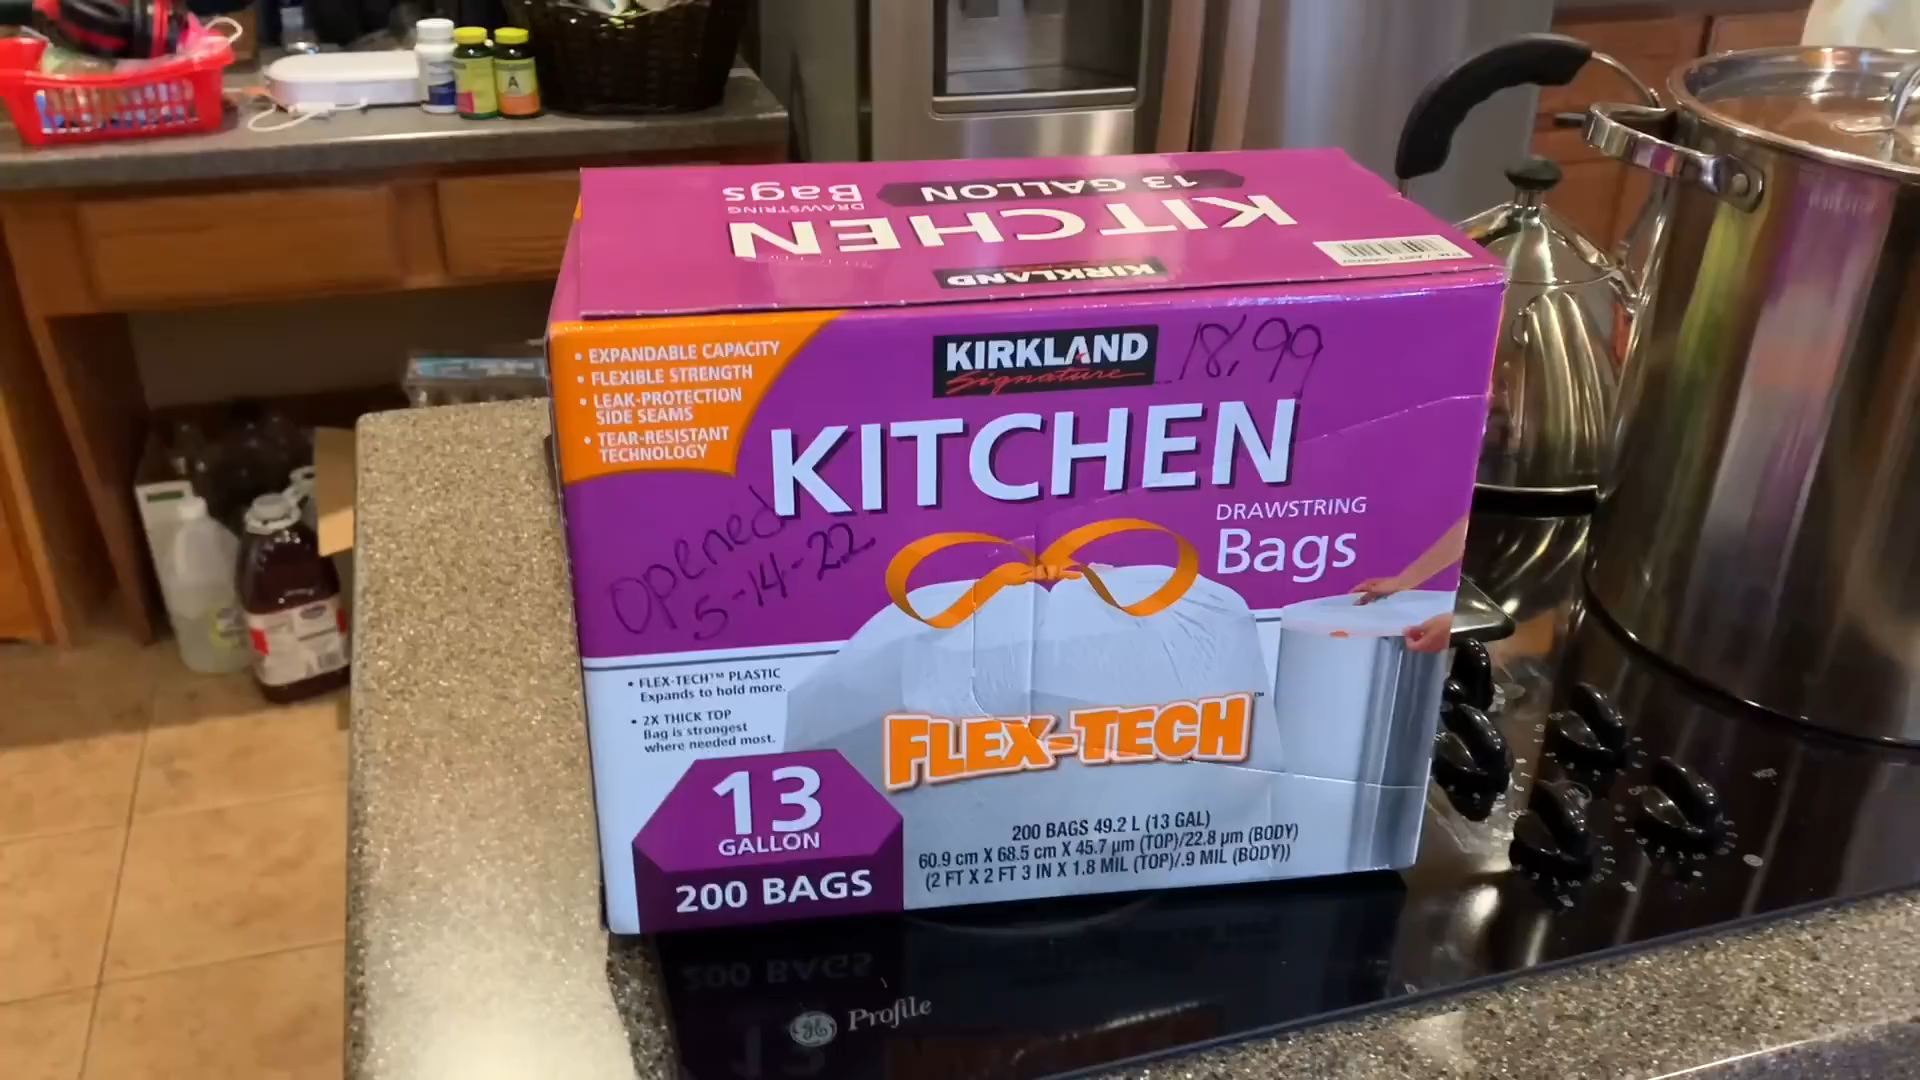 KITCHEN
DRAWSTRING
Bags
13 GALLON
KIRKLAND
• EXPANDABLE CAPACITY
• FLEXIBLE STRENGTH
• LEAK-PROTECTION
SIDE SEAMS
• TEAR-RESISTANT
TECHNOLOGY
KIRKLAND
Signature
18.99
KITCHEN
DRAWSTRING
Bags
Opened
5-14-22
• FLEX-TECH™ PLASTIC
Expands to hold more.
• 2X THICK TOP
Bag is strongest
where needed most.
FLEX-TECH™
13
GALLON
200 BAGS
200 BAGS 49.2 L (13 GAL)
60.9 cm X 68.5 cm X 45.7 µm (TOP)/22.8 µm (BODY)
(2 FT X 2 FT 3 IN X 1.8 MIL (TOP)/.9 MIL (BODY))
A
GE Profile
HOT